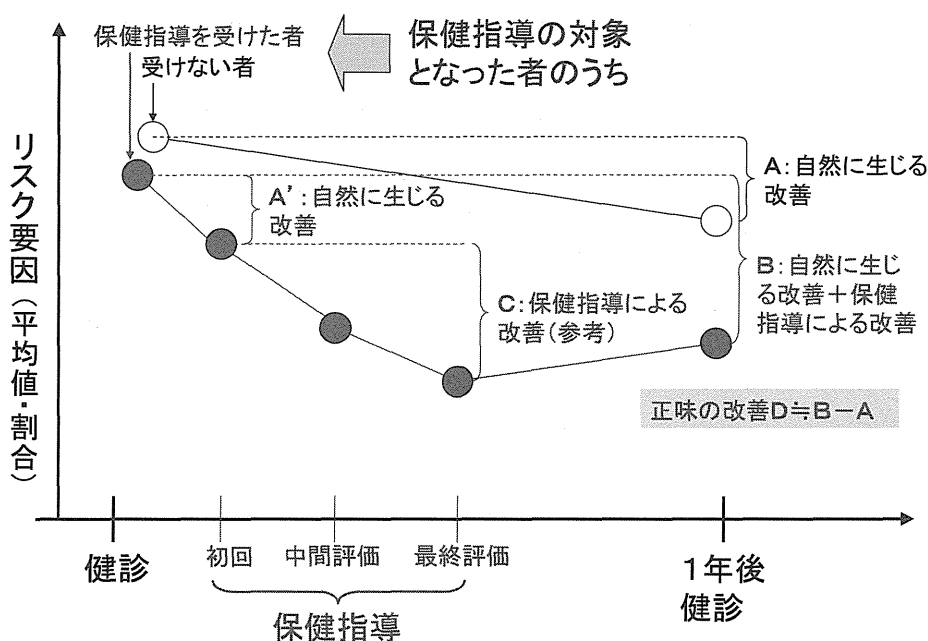 保健指導を受けた者
受けない者
保健指導の対象
となった者のうち
リスク要因(平均値・割合)
A:自然に生じる
改善
A':自然に生じる
改善
B:自然に生じ
る改善+保健
指導による改善
C:保健指導による
改善(参考)
正味の改善D≒B-A
健診
初回
中間評価
最終評価
1年後
健診
保健指導